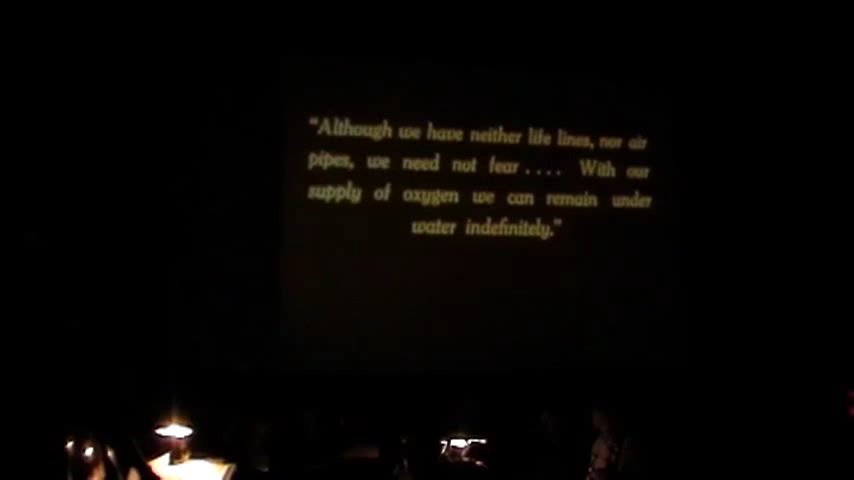 "Although we have neither life lines, nor air
pipes, we need not fear.... With our
supply of oxygen we can remain under
water indefinitely."